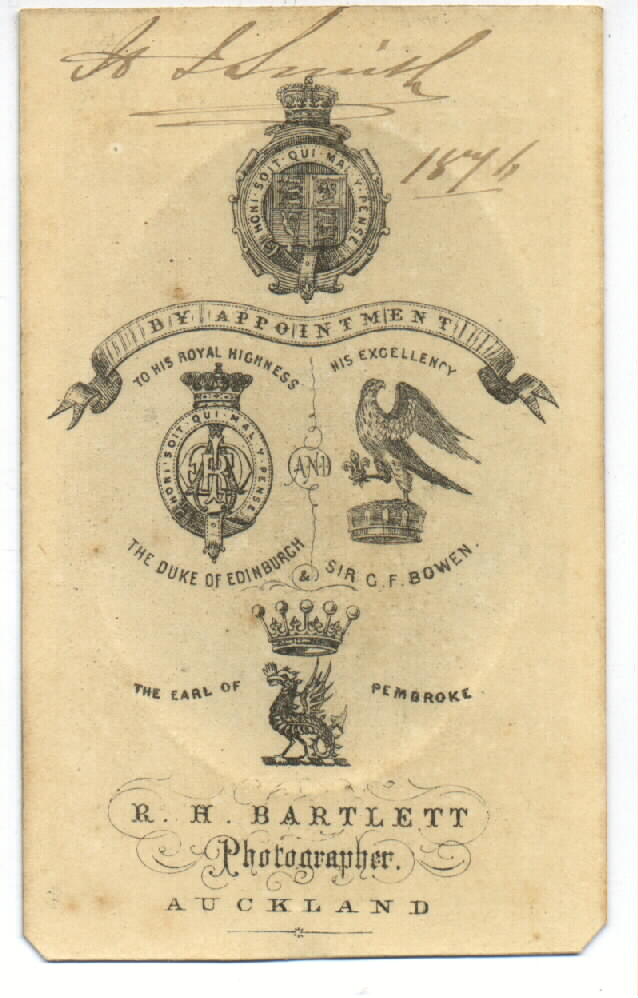 Smith
1876
HONI · SOIT · QUI · MAL · Y · PENSE
BY APPOINTMENT
TO HIS ROYAL HIGHNESS
HIS EXCELLENCY
HONI · SOIT · QUI · MAL · Y · PENSE
AND
THE DUKE OF EDINBURGH
& SIR G. F. BOWEN.
THE EARL OF PEMBROKE
R. H. BARTLETT
Photographer.
AUCKLAND